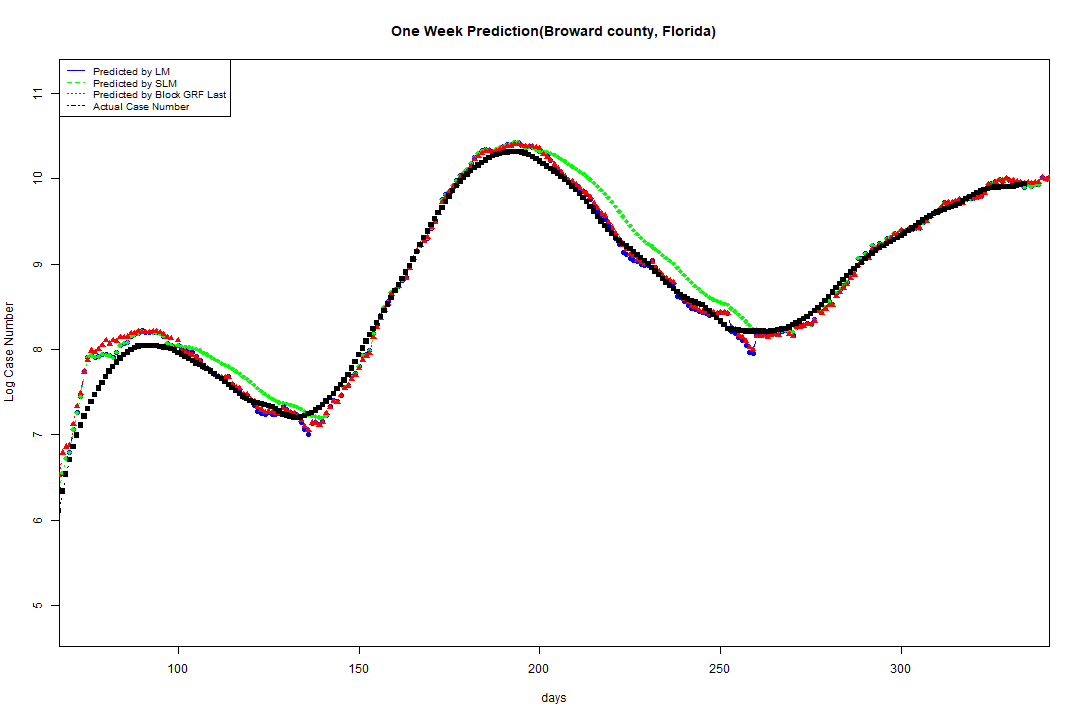 One Week Prediction(Broward county, Florida)
Predicted by LM
Predicted by SLM
Predicted by Block GRF Last
Actual Case Number
11
10
9
8
7
6
5
Log Case Number
100 150 200 250 300
days